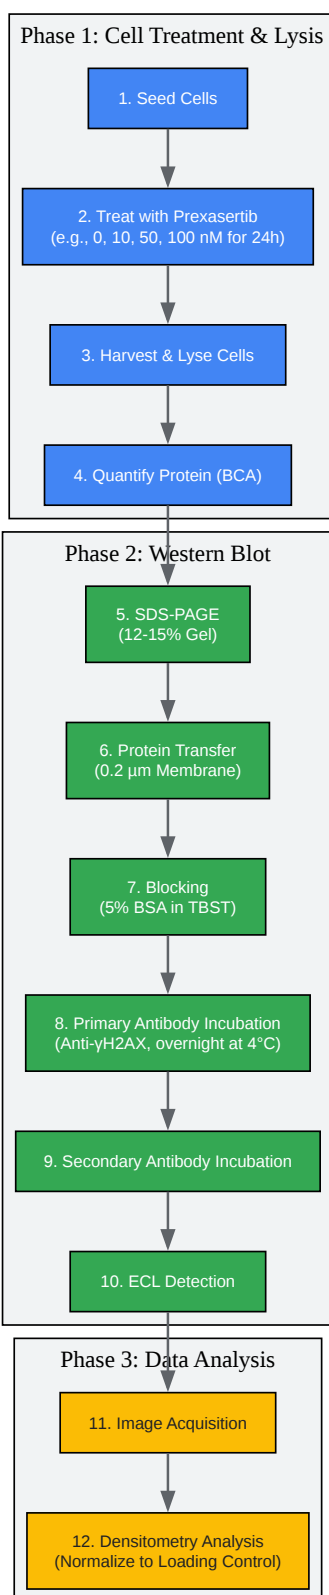 Phase 1: Cell Treatment & Lysis
1. Seed Cells
2. Treat with Prexasertib
(e.g., 0, 10, 50, 100 nM for 24h)
3. Harvest & Lyse Cells
4. Quantify Protein (BCA)
Phase 2: Western Blot
5. SDS-PAGE
(12-15% Gel)
6. Protein Transfer
(0.2 µm Membrane)
7. Blocking
(5% BSA in TBST)
8. Primary Antibody Incubation
(Anti-γH2AX, overnight at 4°C)
9. Secondary Antibody Incubation
10. ECL Detection
Phase 3: Data Analysis
11. Image Acquisition
12. Densitometry Analysis
(Normalize to Loading Control)